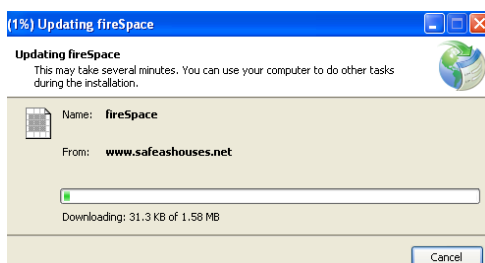 (1%) Updating fireSpace
Updating fireSpace
This may take several minutes. You can use your computer to do other tasks
during the installation.
Name: fireSpace
From: www.safeashouses.net
Downloading: 31.3 KB of 1.58 MB
Cancel